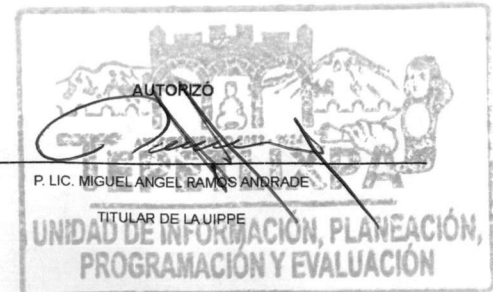 AUTORIZÓ
P. LIC. MIGUEL ANGEL RAMOS ANDRADE
TITULAR DE LA UIPPE
UNIDAD DE INFORMACIÓN, PLANEACIÓN,
PROGRAMACIÓN Y EVALUACIÓN